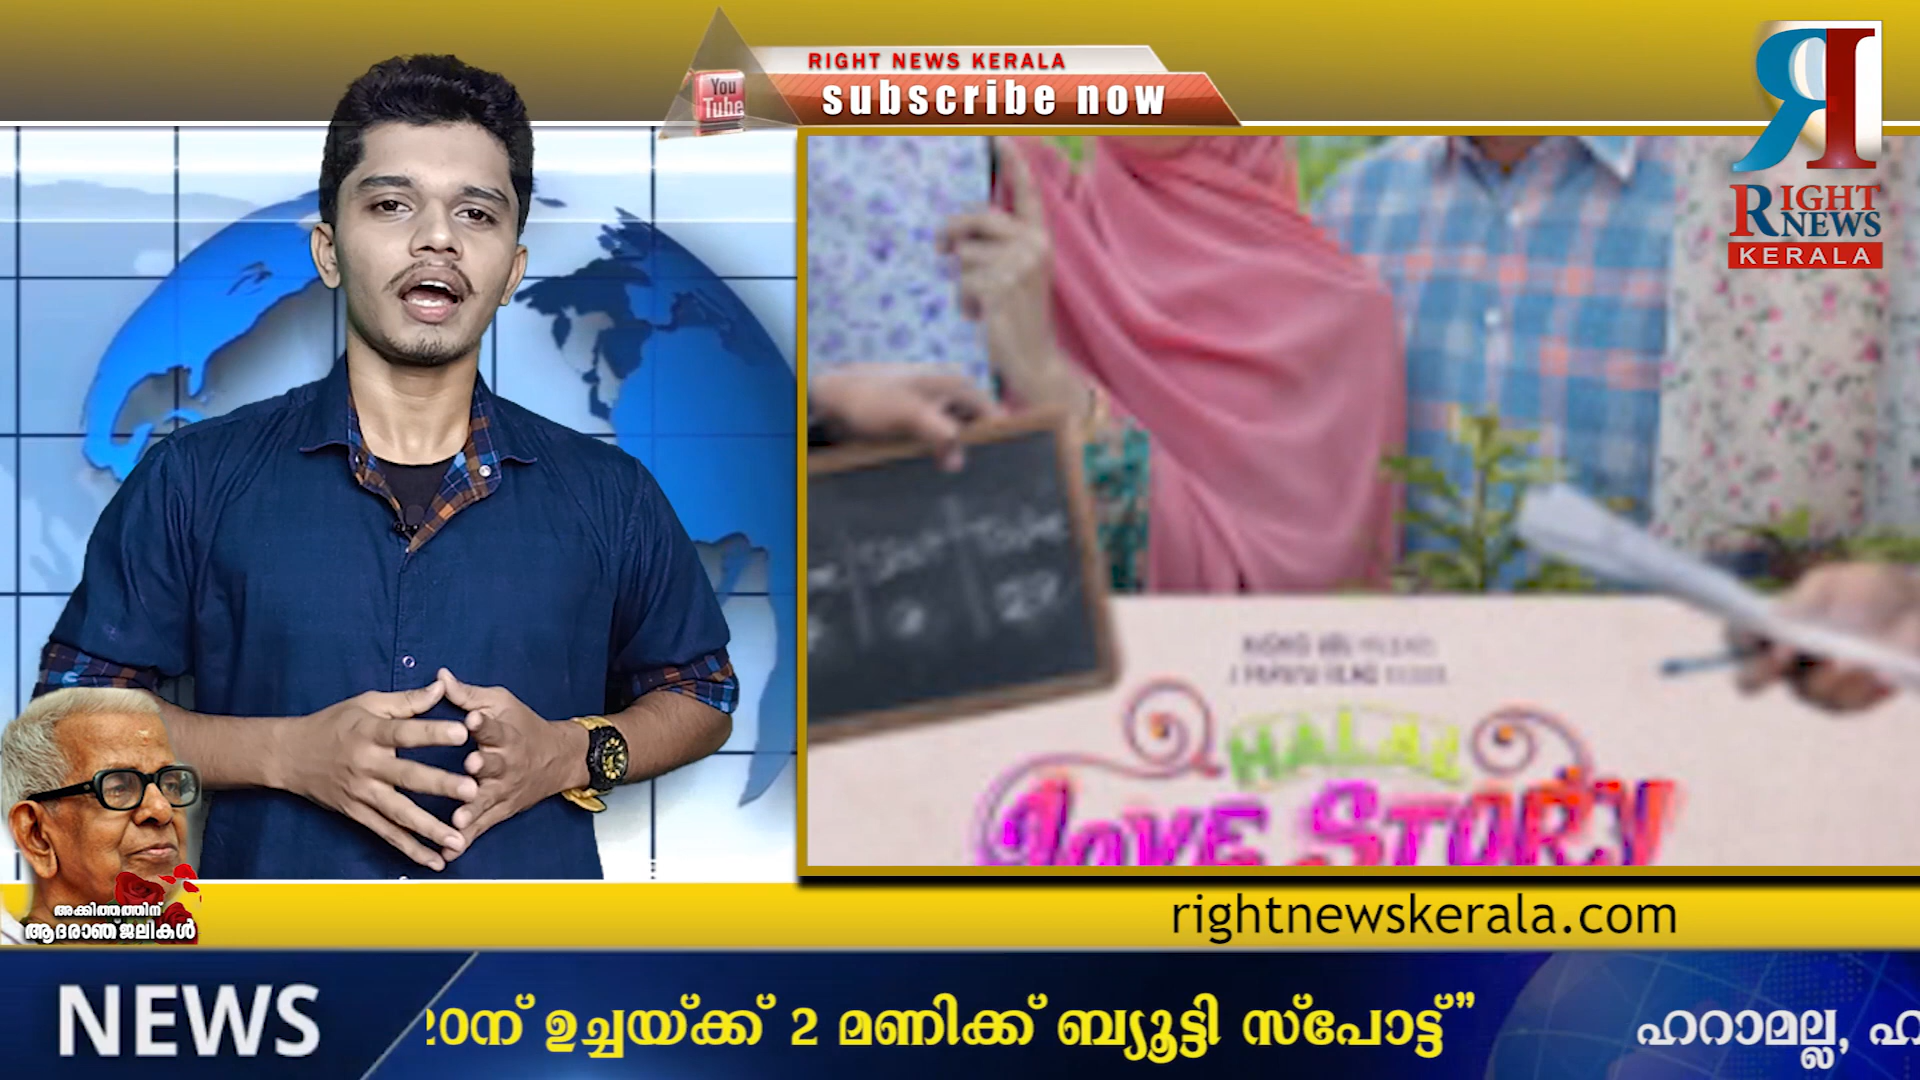 RIGHT NEWS KERALA
You
Tube
subscribe now
RIGHT
NEWS
KERALA
HALAL
LOVE STORY
അക്കിത്തത്തിന്
ആദരാഞ്ജലികൾ
rightnewskerala.com
NEWS
20ന് ഉച്ചയ്ക്ക് 2 മണിക്ക് ബ്യൂട്ടി സ്പോട്ട്”
ഹറാമല്ല,